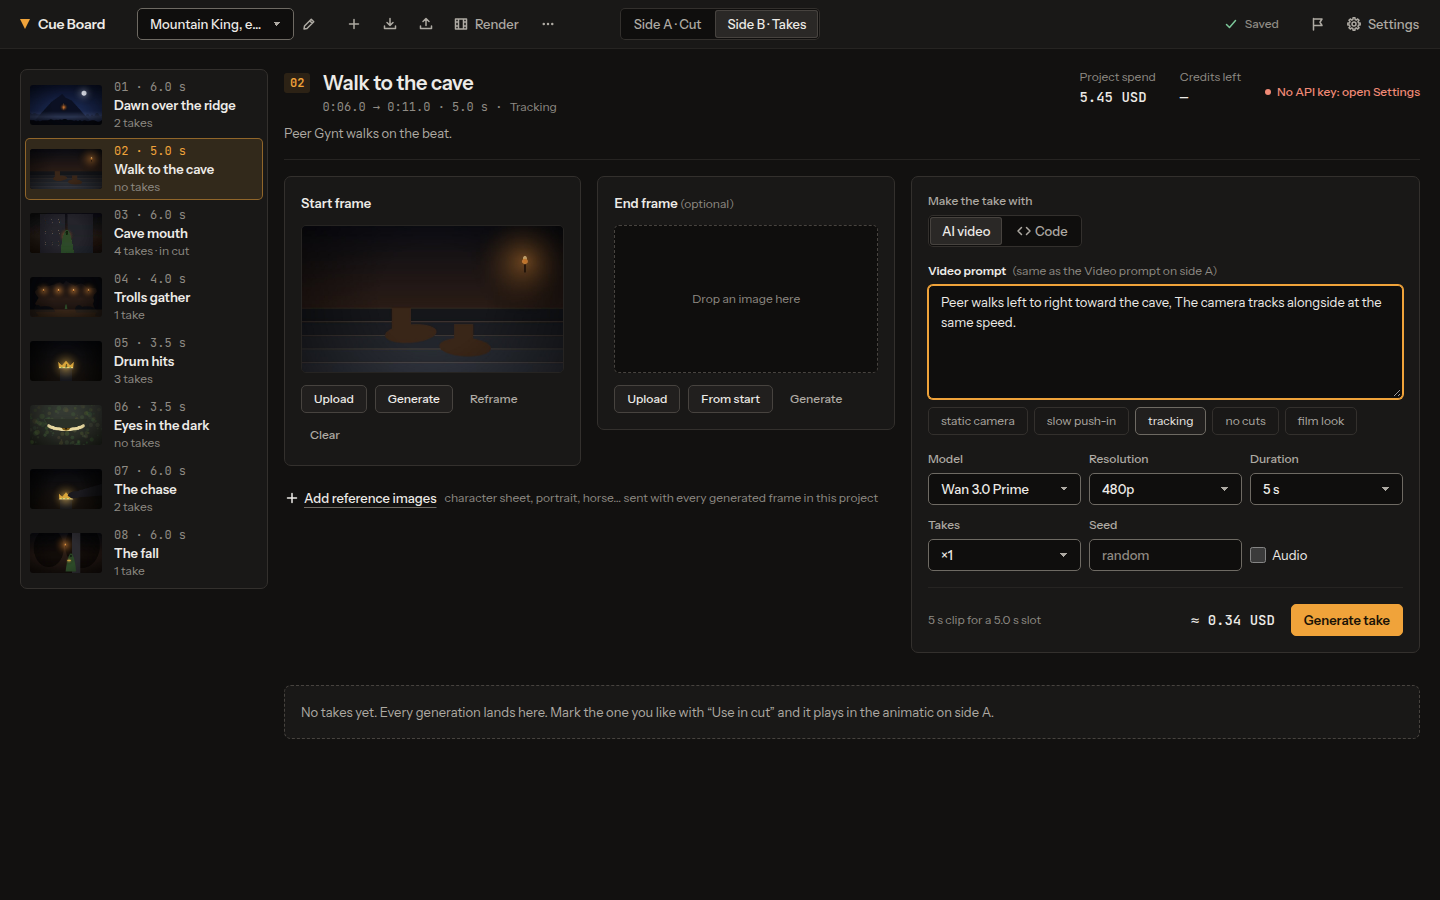 Cue Board
Mountain King, e...
Render
Side A · Cut
Side B · Takes
Saved
Settings
01 · 6.0 s
Dawn over the ridge
2 takes
02 · 5.0 s
Walk to the cave
no takes
03 · 6.0 s
Cave mouth
4 takes · in cut
04 · 4.0 s
Trolls gather
1 take
05 · 3.5 s
Drum hits
3 takes
06 · 3.5 s
Eyes in the dark
no takes
07 · 6.0 s
The chase
2 takes
08 · 6.0 s
The fall
1 take
02 Walk to the cave
0:06.0 → 0:11.0 · 5.0 s · Tracking
Peer Gynt walks on the beat.
Project spend
5.45 USD
Credits left
—
No API key: open Settings
Start frame
Upload Generate Reframe
Clear
End frame (optional)
Drop an image here
Upload From start Generate
Add reference images character sheet, portrait, horse... sent with every generated frame in this project
Make the take with
AI video <> Code
Video prompt (same as the Video prompt on side A)
Peer walks left to right toward the cave, The camera tracks alongside at the
same speed.
static camera slow push-in tracking no cuts film look
Model Resolution Duration
Wan 3.0 Prime 480p 5 s
Takes Seed
×1 random Audio
5 s clip for a 5.0 s slot ≈ 0.34 USD Generate take
No takes yet. Every generation lands here. Mark the one you like with “Use in cut” and it plays in the animatic on side A.